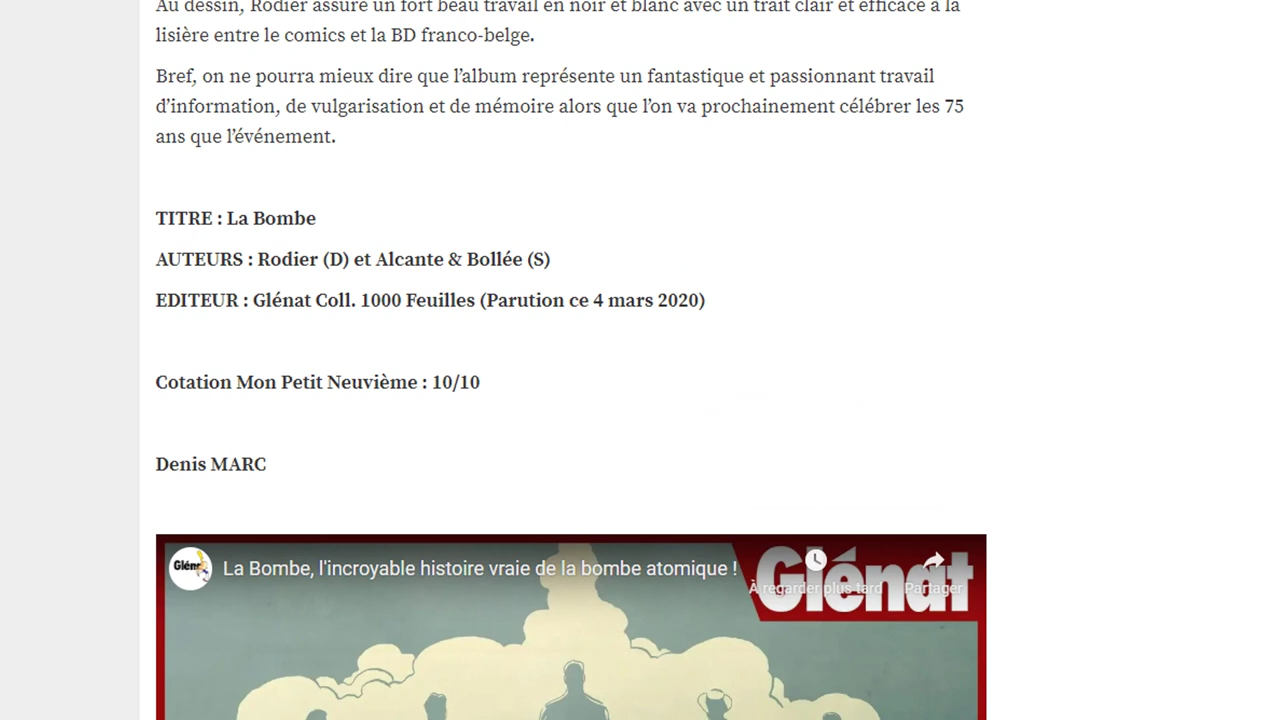 Au dessin, Rodier assure un fort beau travail en noir et blanc avec un trait clair et efficace à la
lisière entre le comics et la BD franco-belge.
Bref, on ne pourra mieux dire que l’album représente un fantastique et passionnant travail
d’information, de vulgarisation et de mémoire alors que l’on va prochainement célébrer les 75
ans que l’événement.
TITRE : La Bombe
AUTEURS : Rodier (D) et Alcante & Bollée (S)
EDITEUR : Glénat Coll. 1000 Feuilles (Parution ce 4 mars 2020)
Cotation Mon Petit Neuvième : 10/10
Denis MARC
La Bombe, l'incroyable histoire vraie de la bombe atomique !
Glénat
À regarder plus tard
Partager